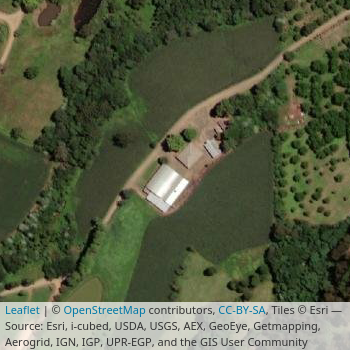 Leaflet | © OpenStreetMap contributors, CC-BY-SA, Tiles © Esri —
Source: Esri, i-cubed, USDA, USGS, AEX, GeoEye, Getmapping,
Aerogrid, IGN, IGP, UPR-EGP, and the GIS User Community